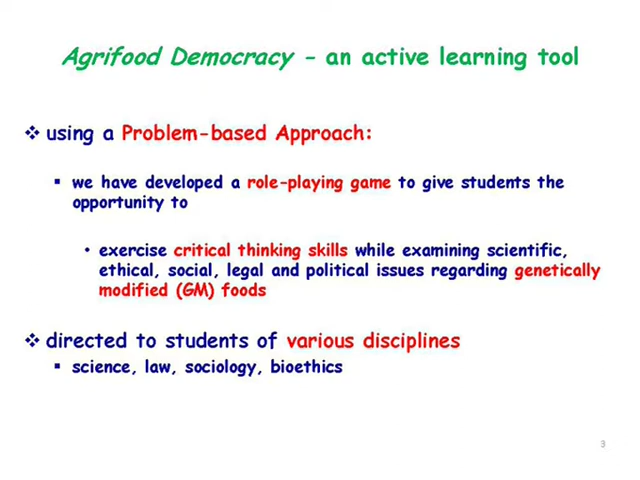 Agrifood Democracy - an active learning tool
❖ using a Problem-based Approach:
▪ we have developed a role-playing game to give students the
opportunity to
• exercise critical thinking skills while examining scientific,
ethical, social, legal and political issues regarding genetically
modified (GM) foods
❖ directed to students of various disciplines
▪ science, law, sociology, bioethics
3